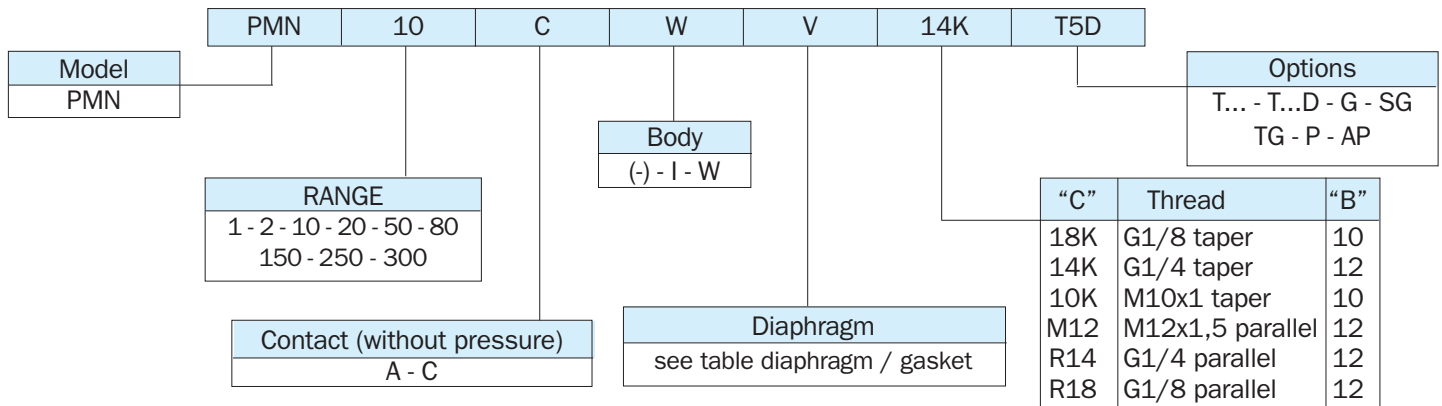 PMN 10 C W V 14K T5D
Model
PMN
Options
T... - T...D - G - SG
TG - P - AP
Body
(-) - I - W
RANGE
1 - 2 - 10 - 20 - 50 - 80
150 - 250 - 300
“C” Thread “B”
18K G1/8 taper 10
14K G1/4 taper 12
10K M10x1 taper 10
M12 M12x1,5 parallel 12
R14 G1/4 parallel 12
R18 G1/8 parallel 12
Contact (without pressure)
A - C
Diaphragm
see table diaphragm / gasket